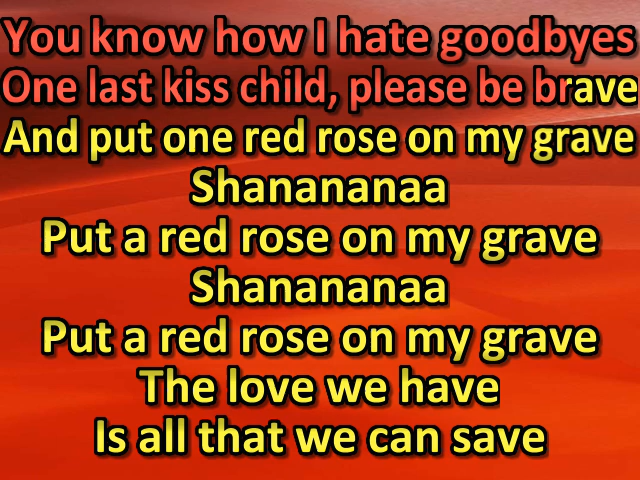 You know how I hate goodbyes
One last kiss child, please be brave
And put one red rose on my grave
Shanananaa
Put a red rose on my grave
Shanananaa
Put a red rose on my grave
The love we have
Is all that we can save